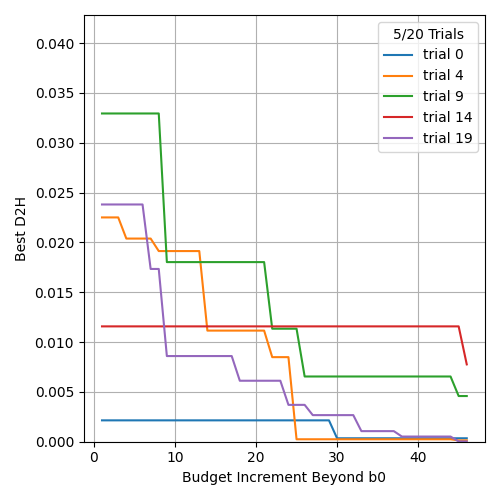 5/20 Trials
trial 0
trial 4
trial 9
trial 14
trial 19
Best D2H
0.040
0.035
0.030
0.025
0.020
0.015
0.010
0.005
0.000
0 10 20 30 40
Budget Increment Beyond b0